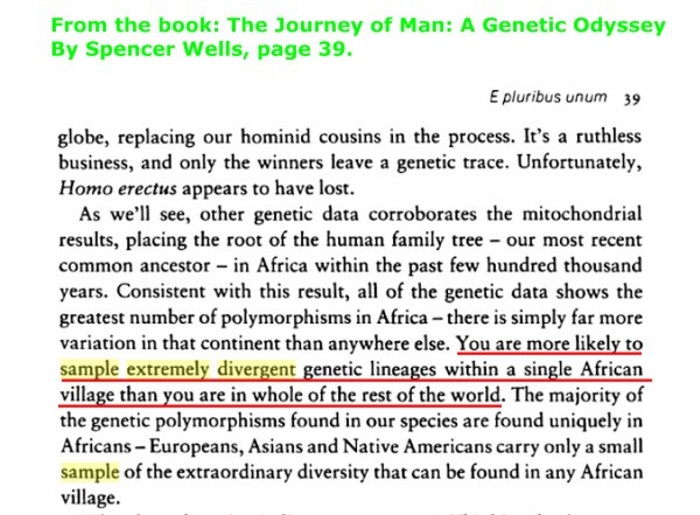 From the book: The Journey of Man: A Genetic Odyssey
By Spencer Wells, page 39.
E pluribus unum 39
globe, replacing our hominid cousins in the process. It's a ruthless
business, and only the winners leave a genetic trace. Unfortunately,
Homo erectus appears to have lost.
As we'll see, other genetic data corroborates the mitochondrial
results, placing the root of the human family tree – our most recent
common ancestor – in Africa within the past few hundred thousand
years. Consistent with this result, all of the genetic data shows the
greatest number of polymorphisms in Africa – there is simply far more
variation in that continent than anywhere else. You are more likely to
sample extremely divergent genetic lineages within a single African
village than you are in whole of the rest of the world. The majority of
the genetic polymorphisms found in our species are found uniquely in
Africans – Europeans, Asians and Native Americans carry only a small
sample of the extraordinary diversity that can be found in any African
village.